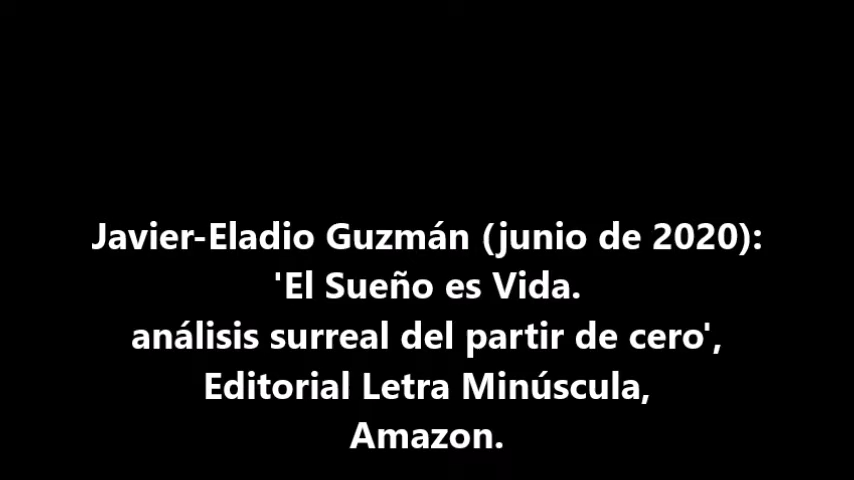 Javier-Eladio Guzmán (junio de 2020):
'El Sueño es Vida.
análisis surreal del partir de cero',
Editorial Letra Minúscula,
Amazon.